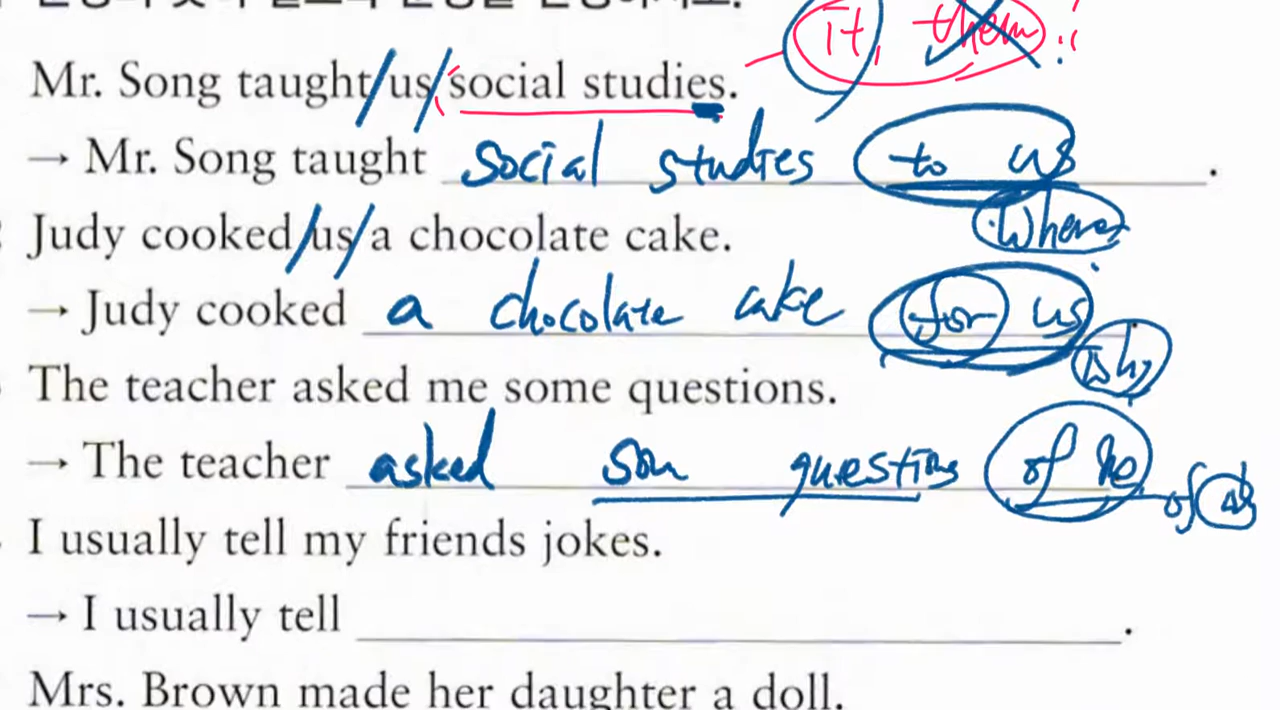 it, them
Mr. Song taught/us/social studies.
→ Mr. Song taught social studies to us.
Where
Judy cooked/us/a chocolate cake.
→ Judy cooked a chocolate cake for us
why
The teacher asked me some questions.
→ The teacher asked questions of me
of
I usually tell my friends jokes.
→ I usually tell .
Mrs. Brown made her daughter a doll.